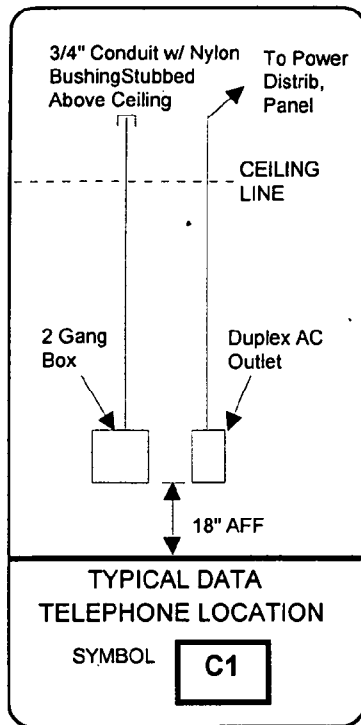 3/4" Conduit w/ Nylon
BushingStubbed
Above Ceiling
To Power
Distrib,
Panel
CEILING
LINE
2 Gang
Box
Duplex AC
Outlet
18" AFF
TYPICAL DATA
TELEPHONE LOCATION
SYMBOL
C1